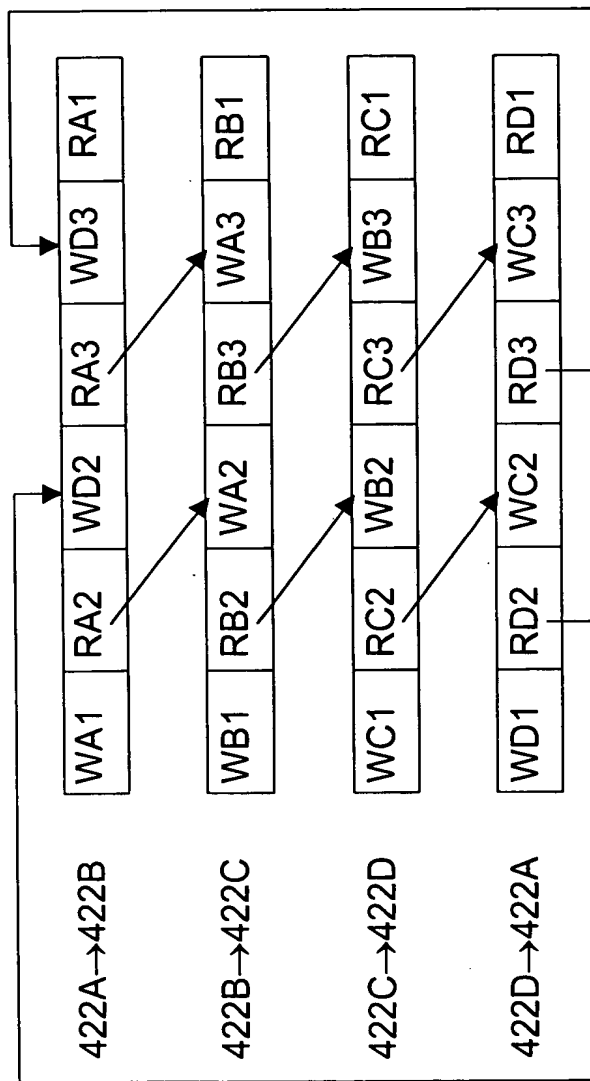 422A→422B WA1 RA2 WD2 RA3 WD3 RA1
422B→422C WB1 RB2 WA2 RB3 WA3 RB1
422C→422D WC1 RC2 WB2 RC3 WB3 RC1
422D→422A WD1 RD2 WC2 RD3 WC3 RD1